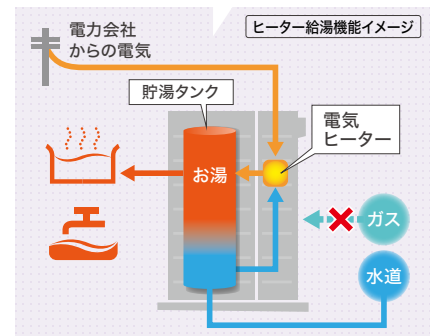 ヒーター給湯機能イメージ
電力会社
からの電気
貯湯タンク
電気
ヒーター
お湯
ガス
水道